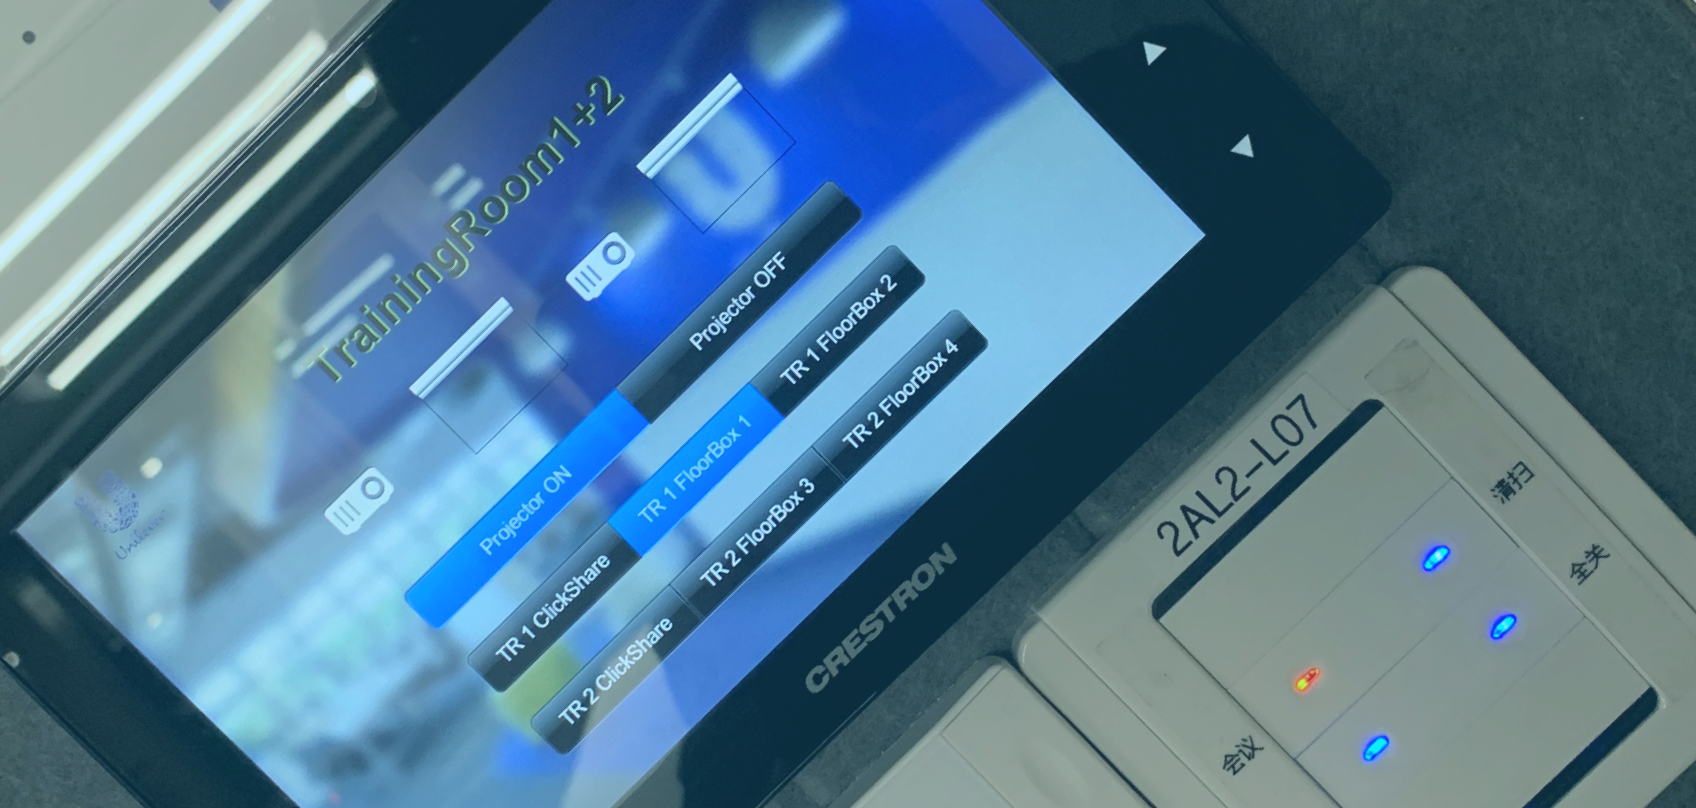 TrainingRoom1+2
Unilever
Projector ON
Projector OFF
TR 1 ClickShare
TR 1 FloorBox 1
TR 1 FloorBox 2
TR 2 ClickShare
TR 2 FloorBox 3
TR 2 FloorBox 4
CRESTRON
2AL2-L07
清扫
全关
会议